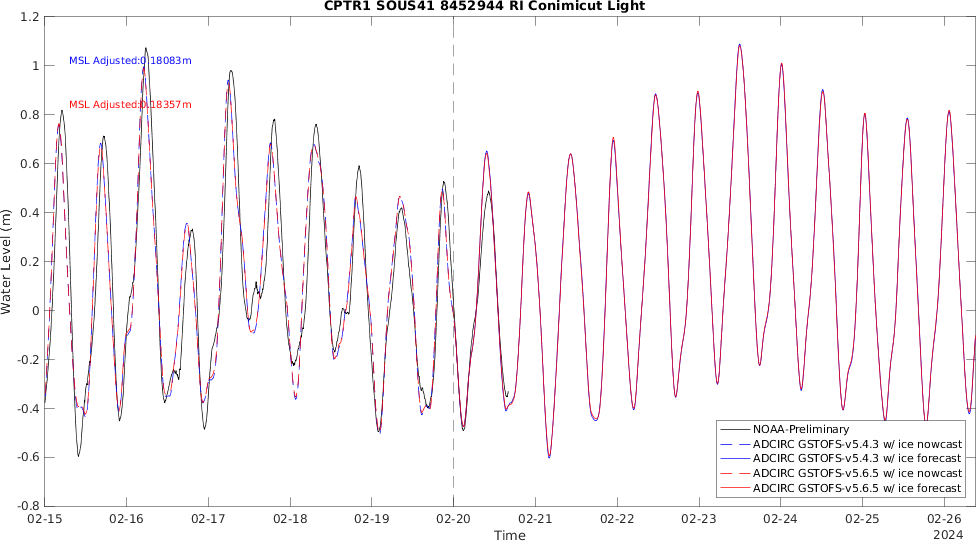 CPTR1 SOUS41 8452944 RI Conimicut Light
1.2
1
0.8
0.6
0.4
0.2
0
-0.2
-0.4
-0.6
-0.8
Water Level (m)
MSL Adjusted:0.18083m
MSL Adjusted:0.18357m
NOAA-Preliminary
ADCIRC GSTOFS-v5.4.3 w/ ice nowcast
ADCIRC GSTOFS-v5.4.3 w/ ice forecast
ADCIRC GSTOFS-v5.6.5 w/ ice nowcast
ADCIRC GSTOFS-v5.6.5 w/ ice forecast
02-15 02-16 02-17 02-18 02-19 02-20 02-21 02-22 02-23 02-24 02-25 02-26
Time
2024